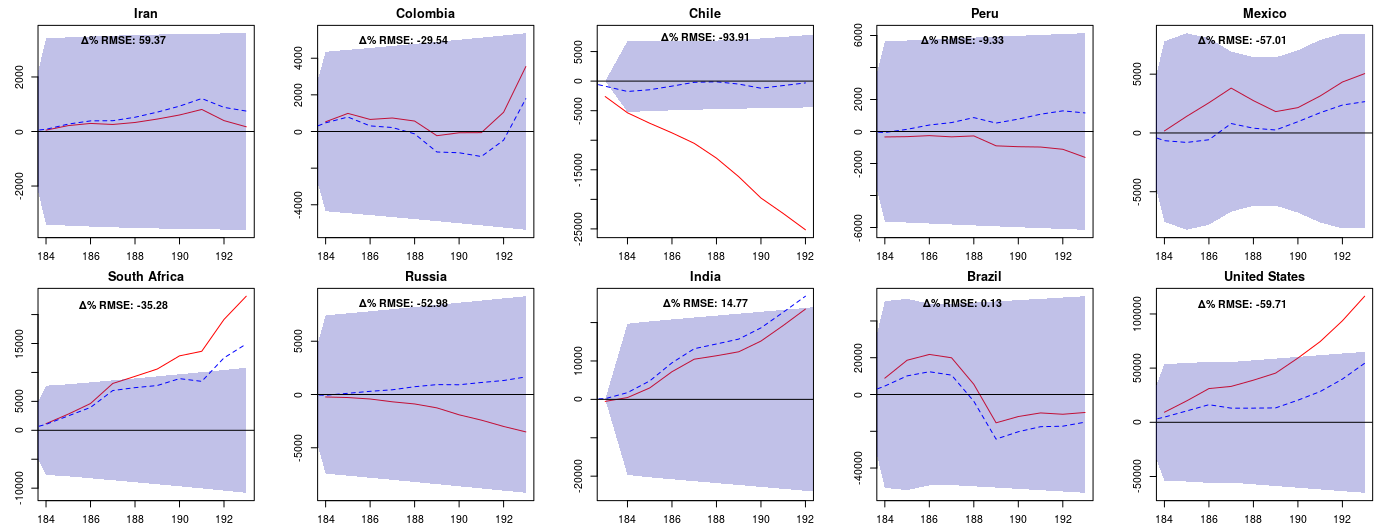 Iran
Δ% RMSE: 59.37
-2000 0 2000
184 186 188 190 192
Colombia
Δ% RMSE: -29.54
-4000 -2000 0 2000 4000
184 186 188 190 192
Chile
Δ% RMSE: -93.91
-25000 -15000 -5000 0 5000
184 186 188 190 192
Peru
Δ% RMSE: -9.33
-6000 -2000 0 2000 6000
184 186 188 190 192
Mexico
Δ% RMSE: -57.01
-5000 0 5000
184 186 188 190 192
South Africa
Δ% RMSE: -35.28
-10000 0 5000 15000
184 186 188 190 192
Russia
Δ% RMSE: -52.98
-5000 0 5000
184 186 188 190 192
India
Δ% RMSE: 14.77
-20000 0 10000
184 186 188 190 192
Brazil
Δ% RMSE: 0.13
-40000 0 20000
184 186 188 190 192
United States
Δ% RMSE: -59.71
-50000 0 50000 100000
184 186 188 190 192